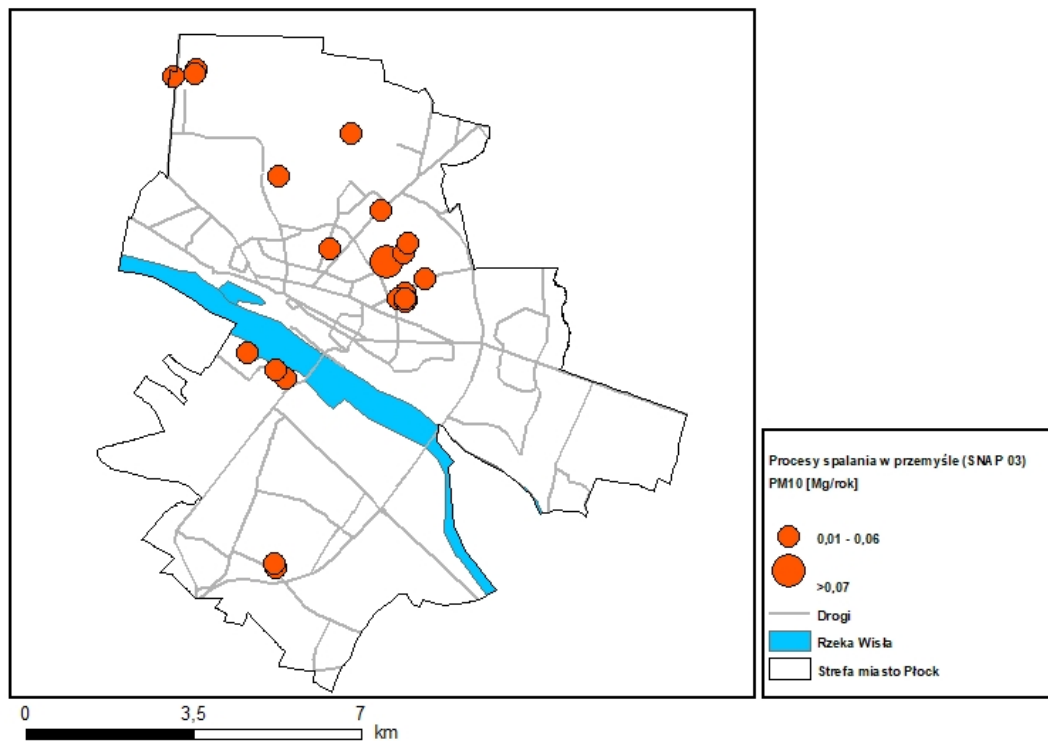 Procesy spalania w przemyśle (SNAP 03)
PM10 [Mg/rok]
0,01 - 0,06
>0,07
Drogi
Rzeka Wisła
Strefa miasto Płock
0 3,5 7
km